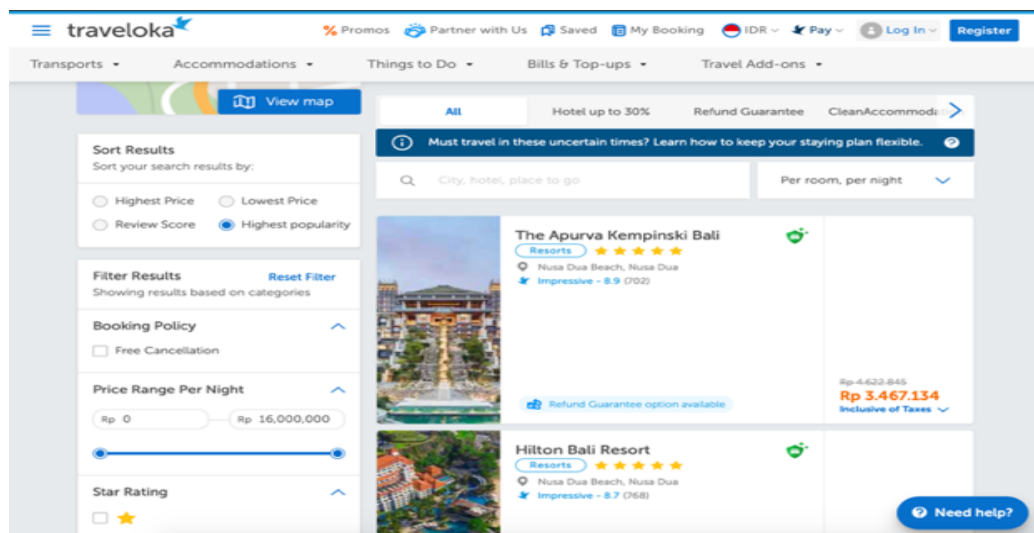 traveloka
Promos Partner with Us Saved My Booking IDR Pay Log In Register
Transports Accommodations Things to Do Bills & Top-ups Travel Add-ons
View map
Sort Results
Sort your search results by:
Highest Price Lowest Price
Review Score Highest popularity
Filter Results Reset Filter
Showing results based on categories
Booking Policy
Free Cancellation
Price Range Per Night
Rp 0 Rp 16,000,000
Star Rating
All Hotel up to 30% Refund Guarantee CleanAccommoda
Must travel in these uncertain times? Learn how to keep your staying plan flexible.
City, hotel, place to go Per room, per night
The Apurva Kempinski Bali
Resorts
Nusa Dua Beach, Nusa Dua
Impressive - 8.9 (702)
Refund Guarantee option available
Rp 4.622.845
Rp 3.467.134
Inclusive of Taxes
Hilton Bali Resort
Resorts
Nusa Dua Beach, Nusa Dua
Impressive - 8.7 (768)
Need help?